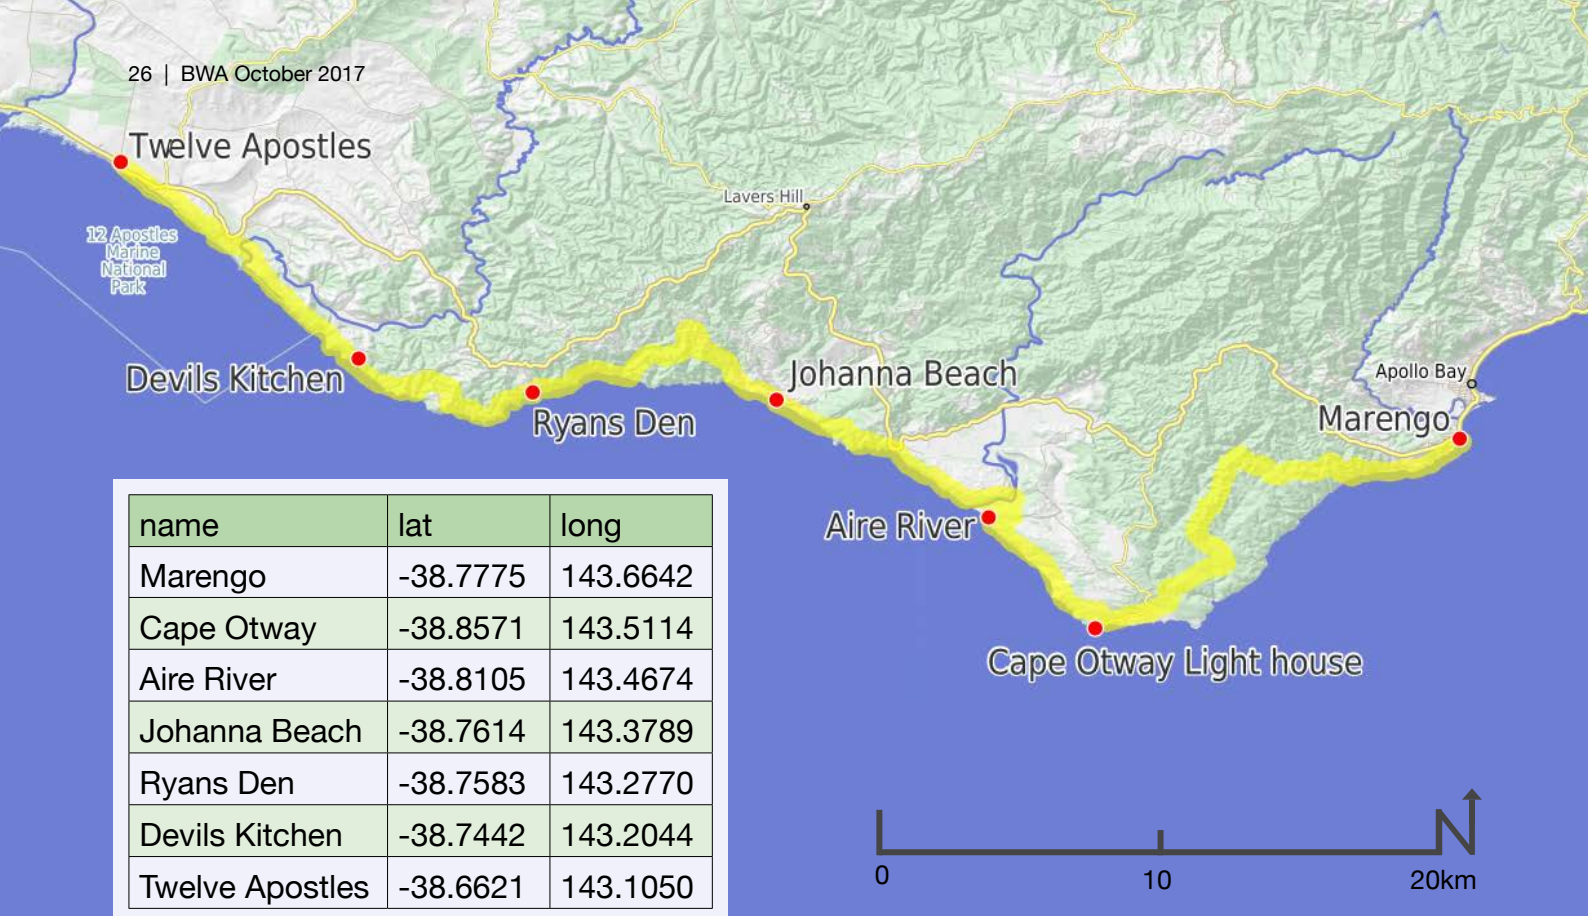 26 | BWA October 2017
Twelve Apostles
Lavers Hill
12 Apostles
Marine
National
Park
Devils Kitchen
Ryans Den
Johanna Beach
Apollo Bay
Marengo
Aire River
Cape Otway Light house
name lat long
Marengo -38.7775 143.6642
Cape Otway -38.8571 143.5114
Aire River -38.8105 143.4674
Johanna Beach -38.7614 143.3789
Ryans Den -38.7583 143.2770
Devils Kitchen -38.7442 143.2044
Twelve Apostles -38.6621 143.1050
N
0 10 20km